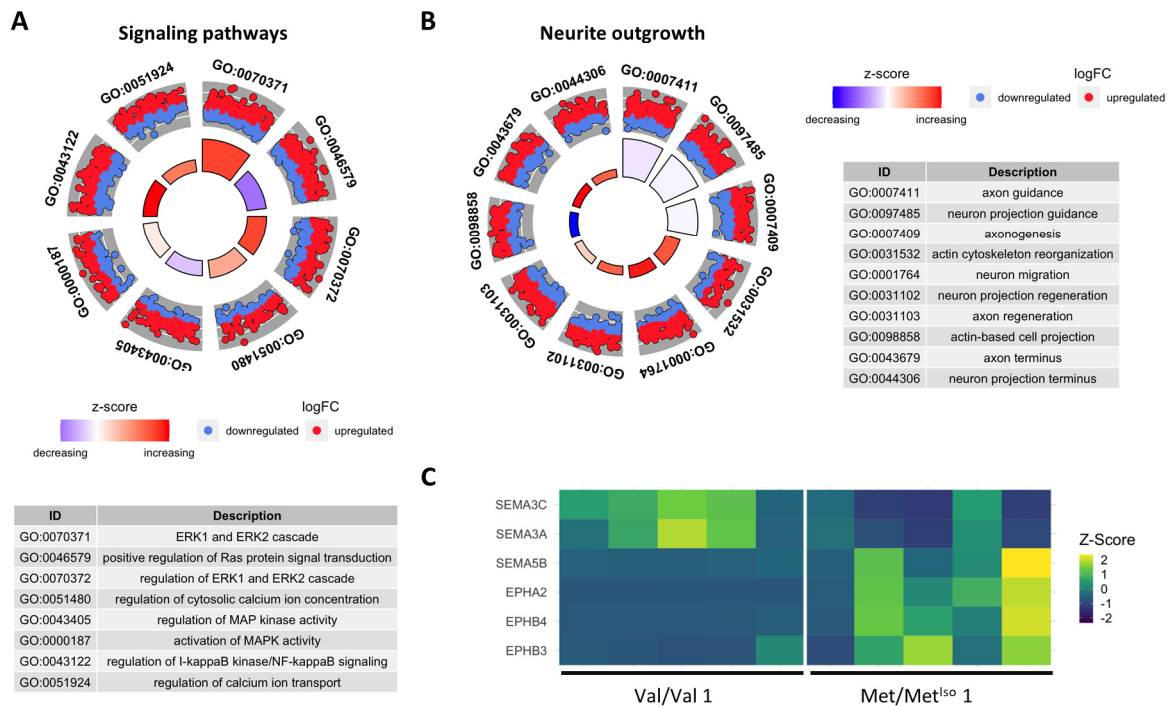 A
Signaling pathways
GO:0051924
GO:0070371
GO:0043122
GO:0046579
GO:0000187
GO:0070372
GO:0043405
GO:0051480
z-score
logFC
decreasing
increasing
downregulated
upregulated
ID Description
GO:0070371 ERK1 and ERK2 cascade
GO:0046579 positive regulation of Ras protein signal transduction
GO:0070372 regulation of ERK1 and ERK2 cascade
GO:0051480 regulation of cytosolic calcium ion concentration
GO:0043405 regulation of MAP kinase activity
GO:0000187 activation of MAPK activity
GO:0043122 regulation of I-kappaB kinase/NF-kappaB signaling
GO:0051924 regulation of calcium ion transport
B
Neurite outgrowth
GO:0044306
GO:0007411
GO:0043679
GO:0097485
GO:0098858
GO:0007409
GO:0031103
GO:0031532
GO:0031102
GO:0001764
z-score
logFC
decreasing
increasing
downregulated
upregulated
ID Description
GO:0007411 axon guidance
GO:0097485 neuron projection guidance
GO:0007409 axonogenesis
GO:0031532 actin cytoskeleton reorganization
GO:0001764 neuron migration
GO:0031102 neuron projection regeneration
GO:0031103 axon regeneration
GO:0098858 actin-based cell projection
GO:0043679 axon terminus
GO:0044306 neuron projection terminus
C
SEMA3C
SEMA3A
SEMA5B
EPHA2
EPHB4
EPHB3
Val/Val 1
Met/Metᴵˢᵒ 1
Z-Score
2
1
0
-1
-2